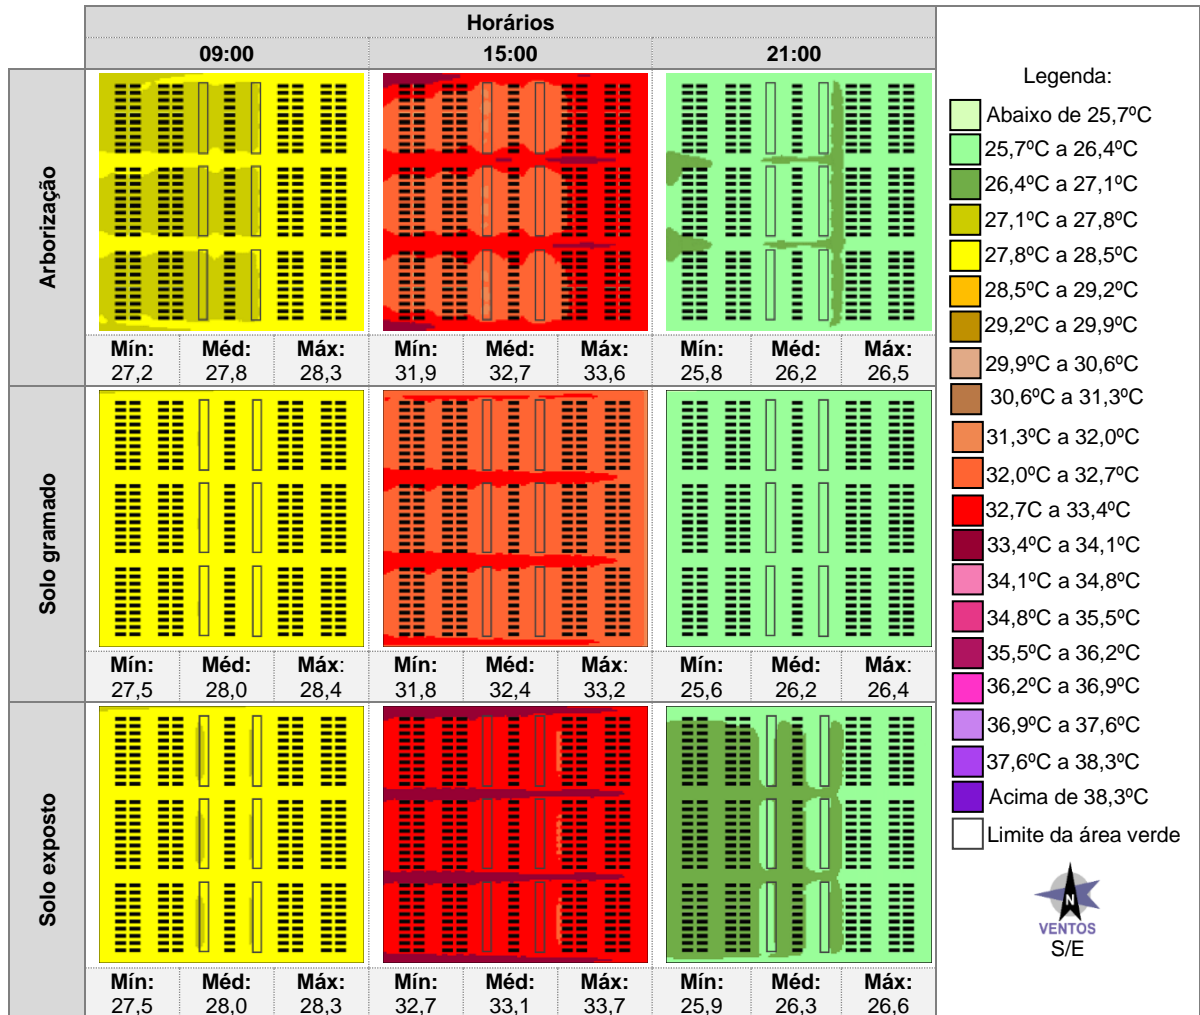 Horários
09:00 15:00 21:00
Arborização
Mín: Méd: Máx: Mín: Méd: Máx: Mín: Méd: Máx:
27,2 27,8 28,3 31,9 32,7 33,6 25,8 26,2 26,5
Solo gramado
Mín: Méd: Máx: Mín: Méd: Máx: Mín: Méd: Máx:
27,5 28,0 28,4 31,8 32,4 33,2 25,6 26,2 26,4
Solo exposto
Mín: Méd: Máx: Mín: Méd: Máx: Mín: Méd: Máx:
27,5 28,0 28,3 32,7 33,1 33,7 25,9 26,3 26,6
Legenda:
Abaixo de 25,7ºC
25,7ºC a 26,4ºC
26,4ºC a 27,1ºC
27,1ºC a 27,8ºC
27,8ºC a 28,5ºC
28,5ºC a 29,2ºC
29,2ºC a 29,9ºC
29,9ºC a 30,6ºC
30,6ºC a 31,3ºC
31,3ºC a 32,0ºC
32,0ºC a 32,7ºC
32,7C a 33,4ºC
33,4ºC a 34,1ºC
34,1ºC a 34,8ºC
34,8ºC a 35,5ºC
35,5ºC a 36,2ºC
36,2ºC a 36,9ºC
36,9ºC a 37,6ºC
37,6ºC a 38,3ºC
Acima de 38,3ºC
Limite da área verde
N
VENTOS
S/E